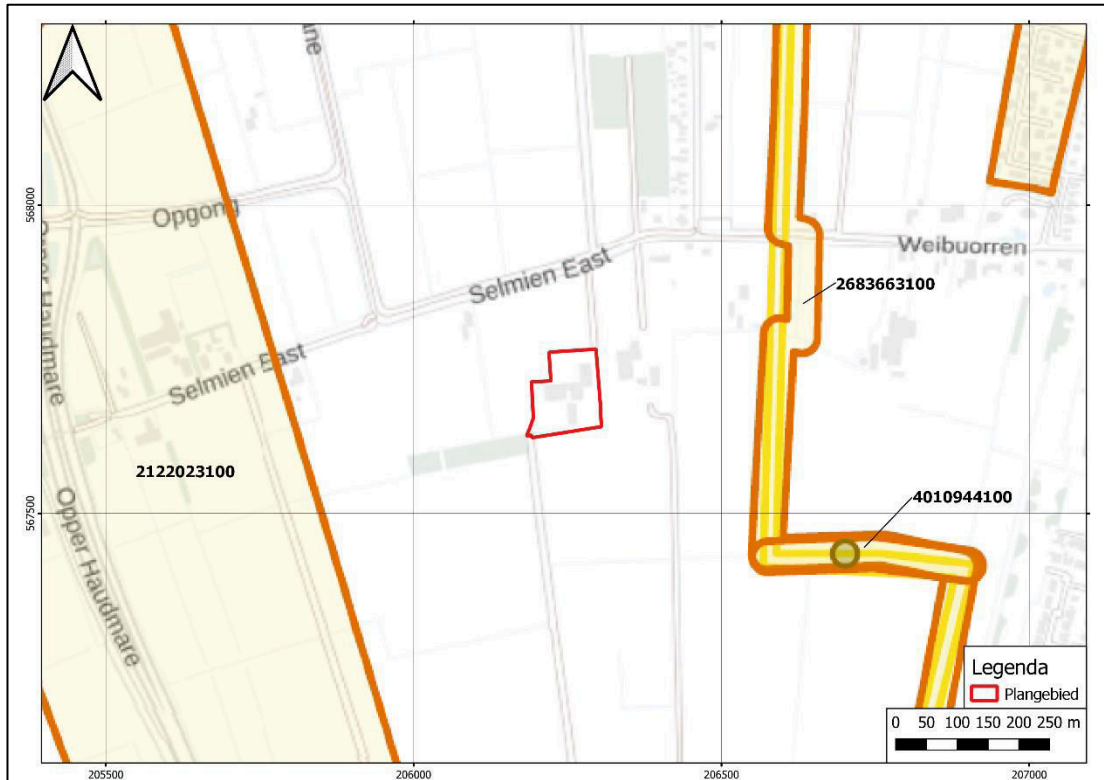 ane
568000
Opgong
Weibuorren
Selmien East
2683663100
Opper Haudmare
Selmien East
2122023100
4010944100
567500
Opper Haudmare
Legenda
Plangebied
0 50 100 150 200 250 m
205500 206000 206500 207000